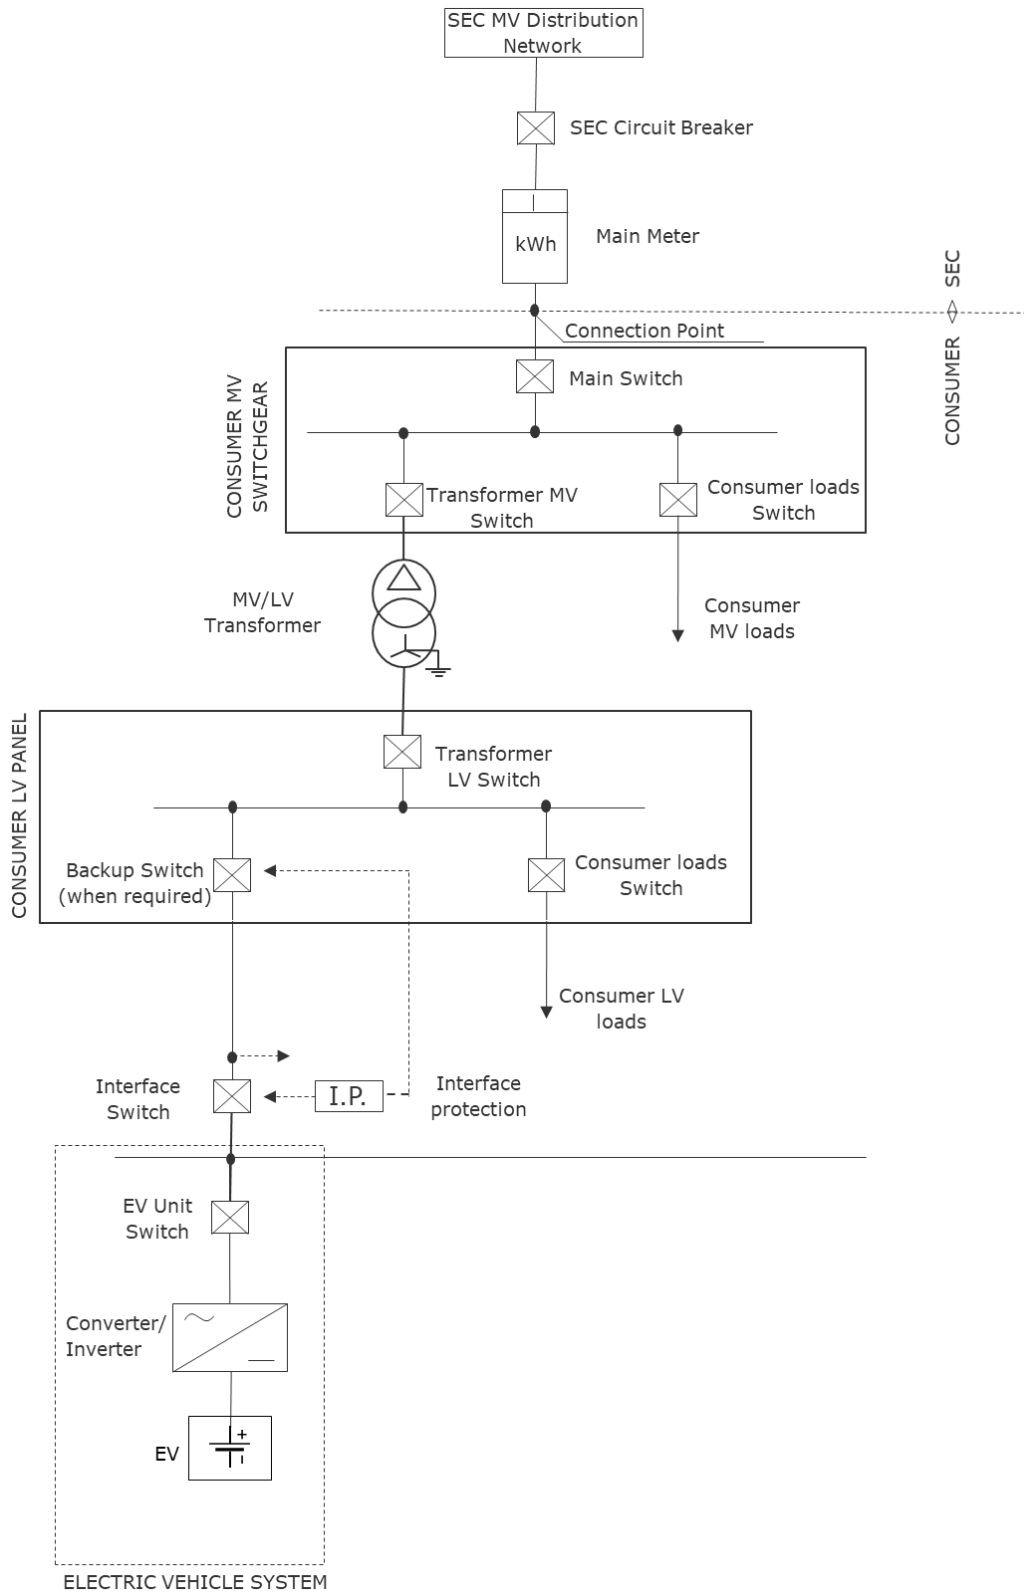 SEC MV Distribution
Network
SEC Circuit Breaker
kWh
Main Meter
SEC
CONSUMER
Connection Point
CONSUMER MV
SWITCHGEAR
Main Switch
Transformer MV
Switch
Consumer loads
Switch
MV/LV
Transformer
Consumer
MV loads
CONSUMER LV PANEL
Transformer
LV Switch
Backup Switch
(when required)
Consumer loads
Switch
Consumer LV
loads
Interface
Switch
I.P.
Interface
protection
EV Unit
Switch
Converter/
Inverter
EV
ELECTRIC VEHICLE SYSTEM